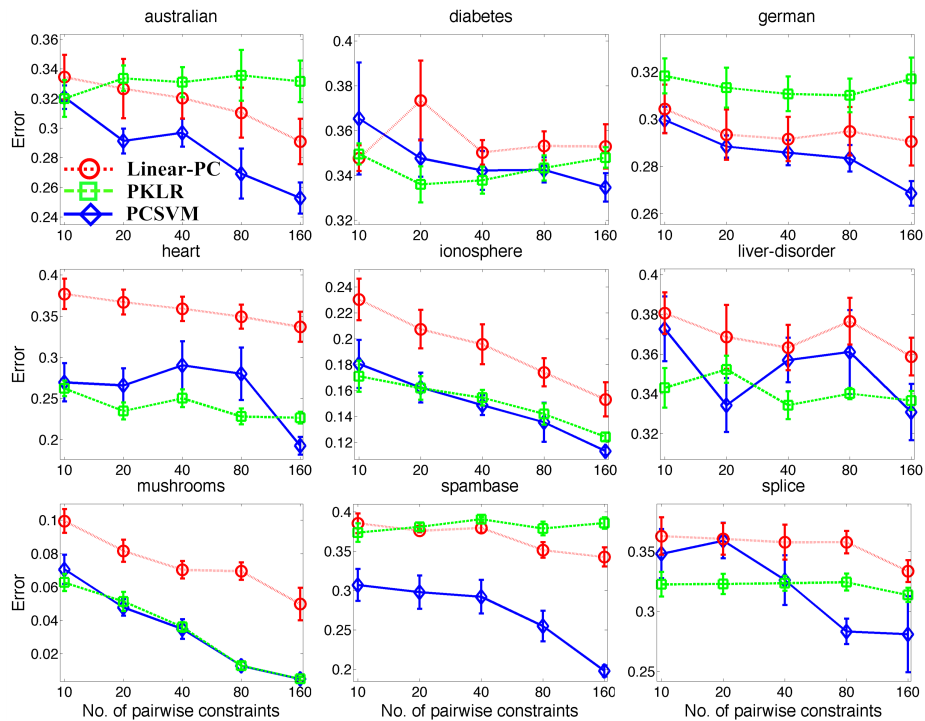 australian
diabetes
german
0.36
0.34
0.32
0.3
0.28
0.26
0.24
Error
Linear-PC
PKLR
PCSVM
10 20 40 80 160
0.4
0.38
0.36
0.34
0.32
10 20 40 80 160
0.32
0.3
0.28
0.26
10 20 40 80 160
heart
ionosphere
liver-disorder
0.4
0.35
0.3
0.25
0.2
Error
10 20 40 80 160
0.24
0.22
0.2
0.18
0.16
0.14
0.12
10 20 40 80 160
0.4
0.38
0.36
0.34
0.32
10 20 40 80 160
mushrooms
spambase
splice
0.1
0.08
0.06
0.04
0.02
Error
10 20 40 80 160
No. of pairwise constraints
0.4
0.35
0.3
0.25
0.2
10 20 40 80 160
No. of pairwise constraints
0.35
0.3
0.25
10 20 40 80 160
No. of pairwise constraints